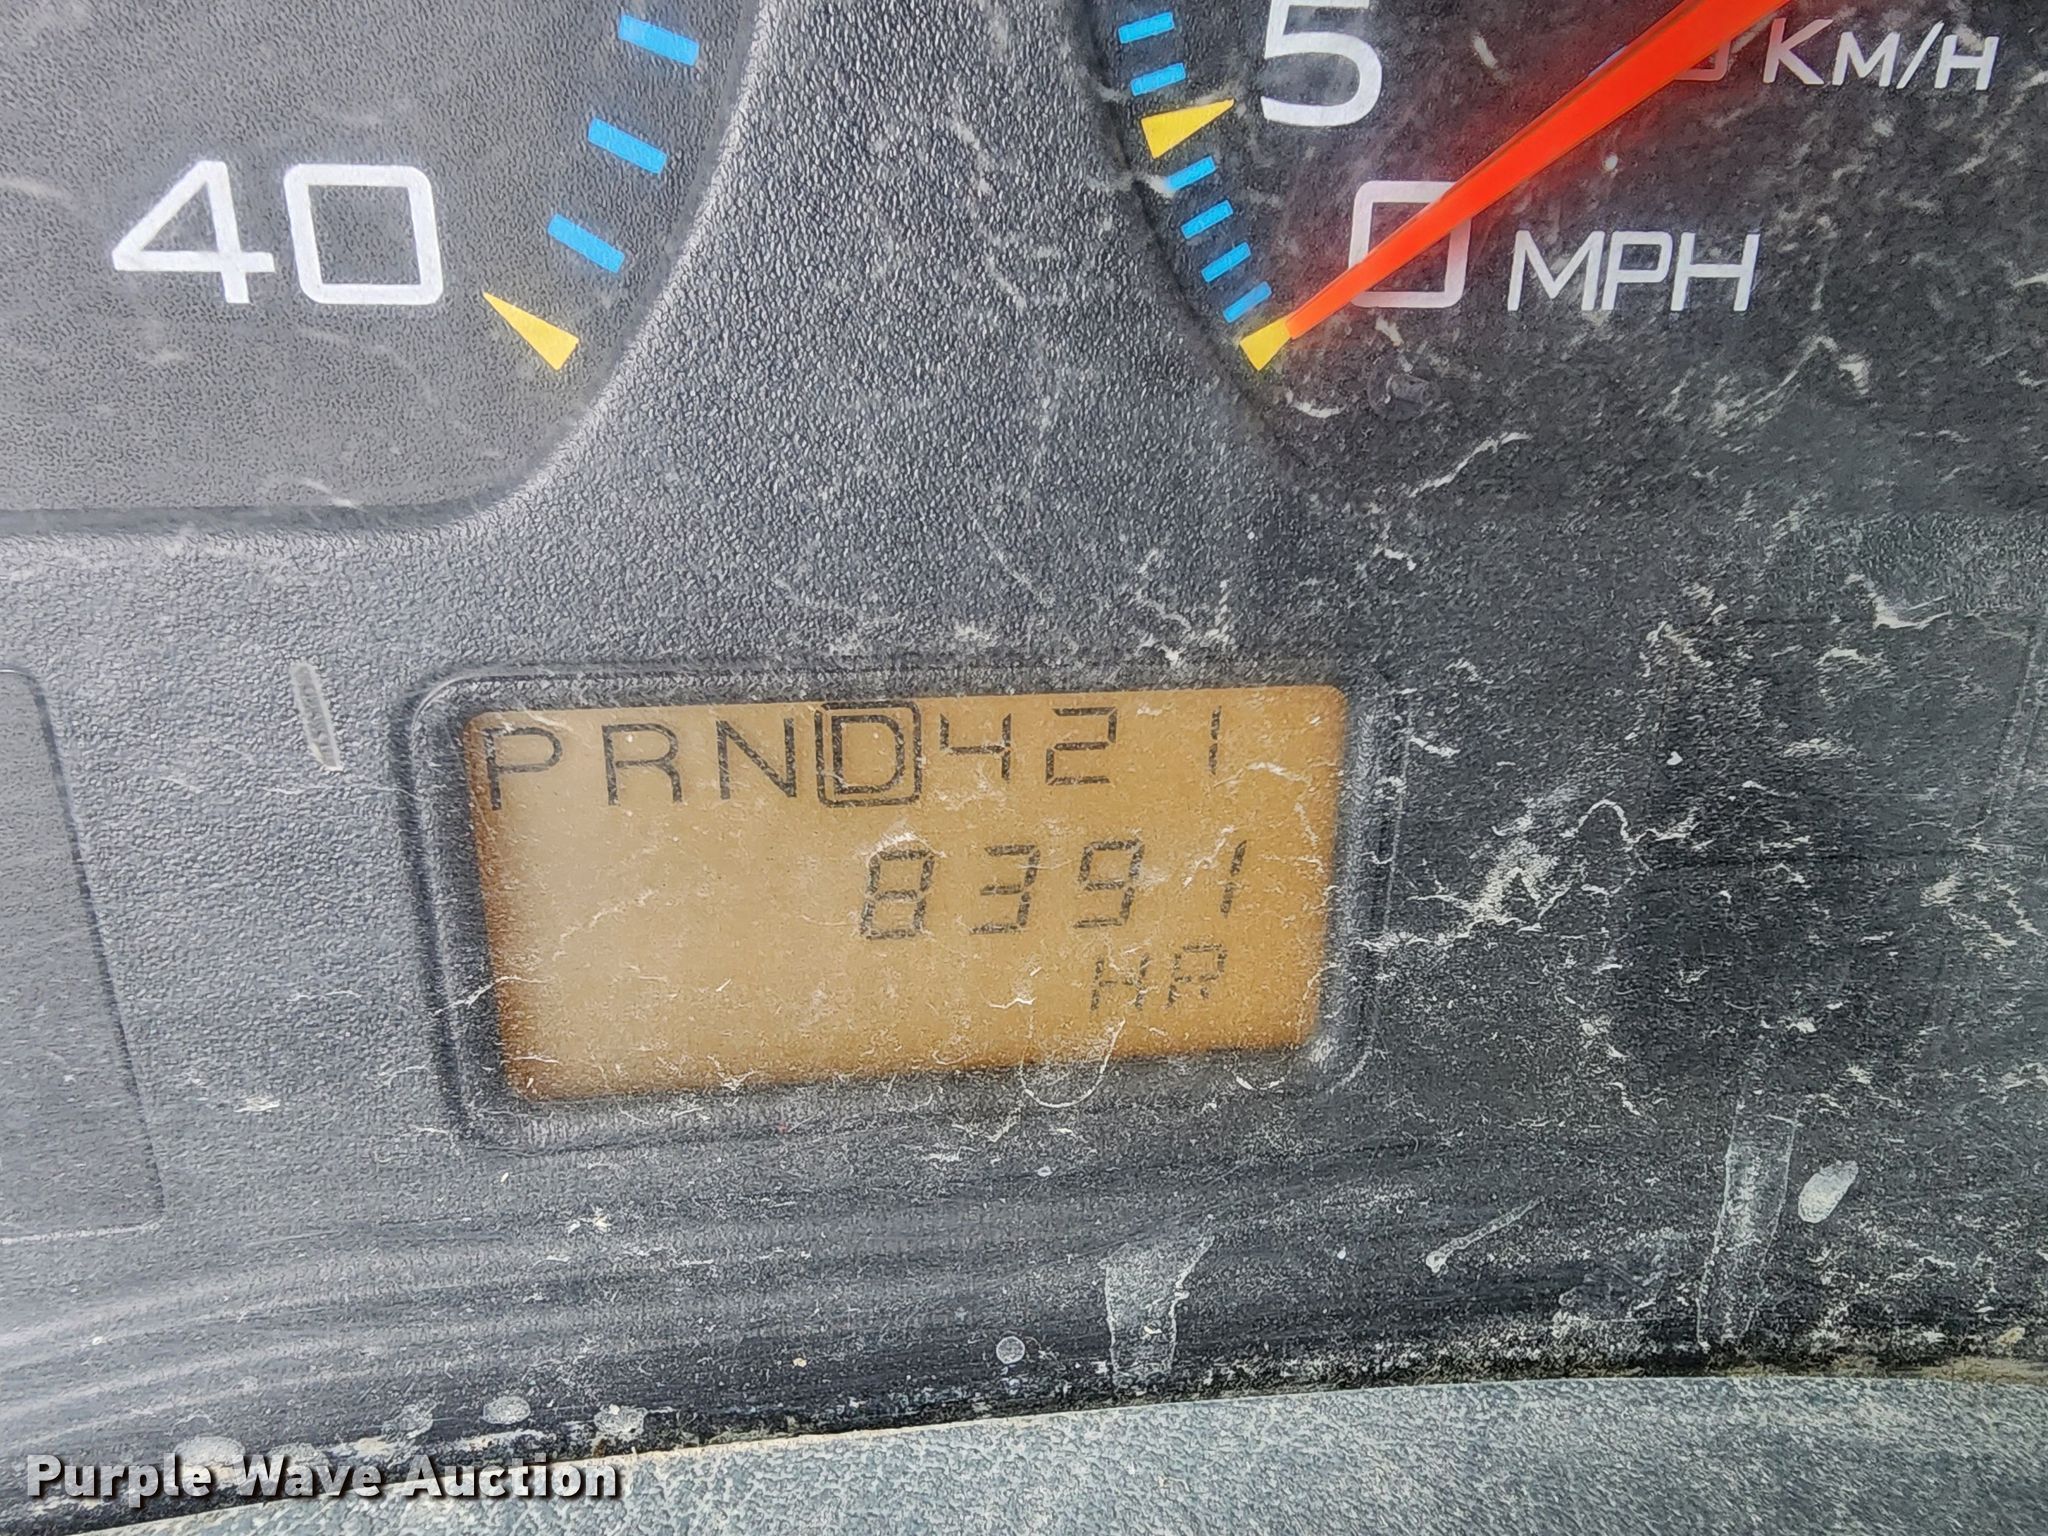 5
KM/H
40
0 MPH
PRND421
8391
HR
Purple Wave Auction